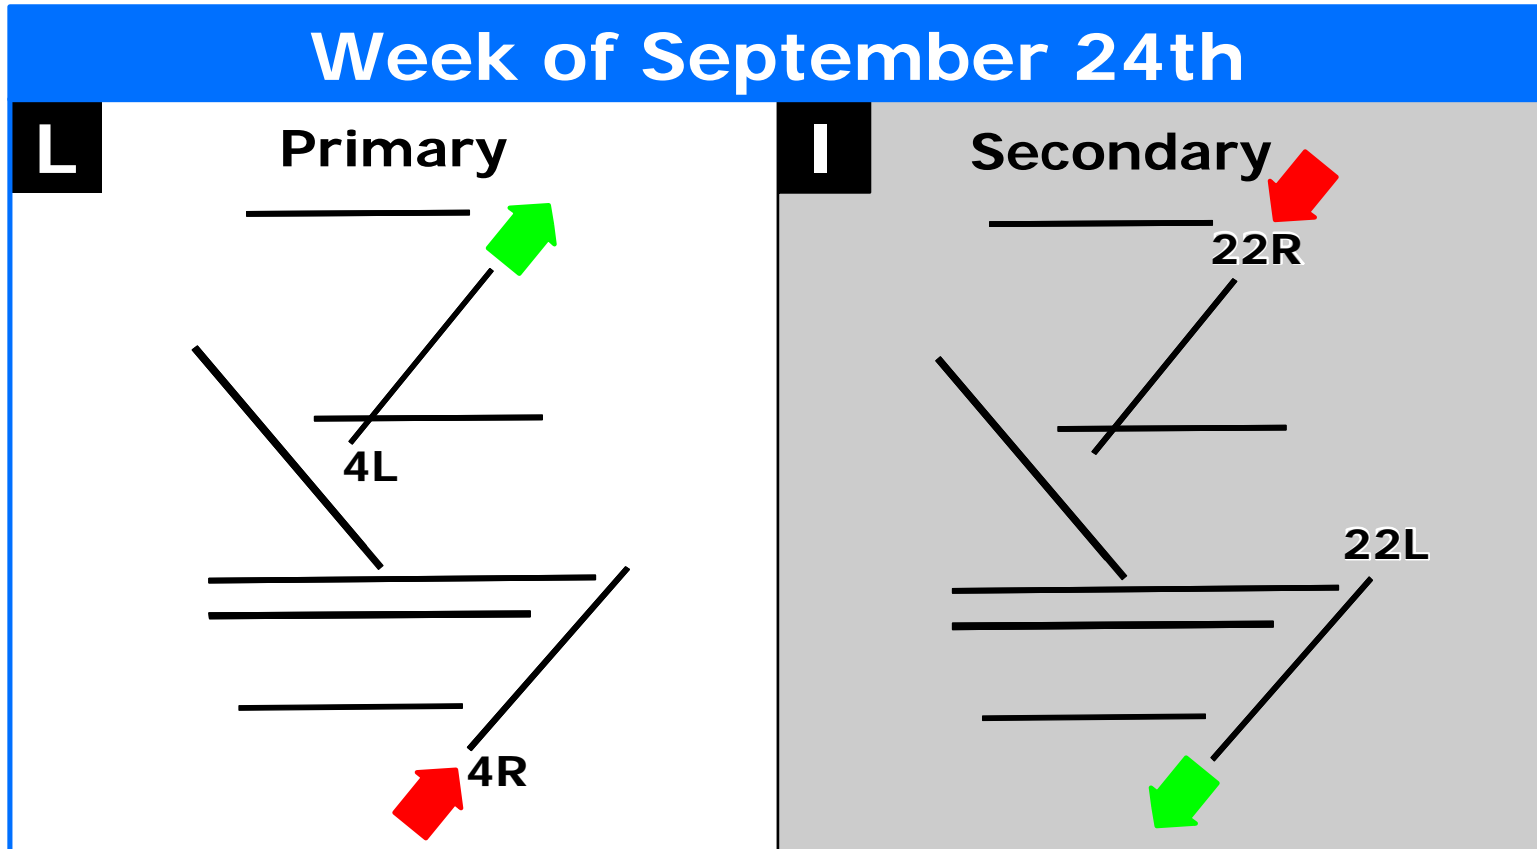 Week of September 24th
L
Primary
4L
4R
I
Secondary
22R
22L